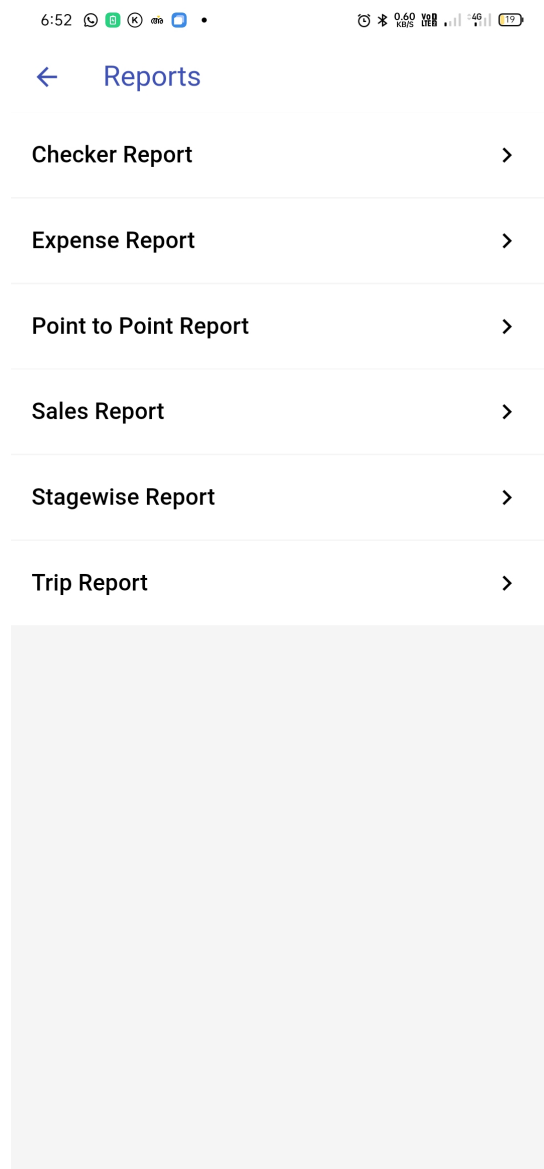 6:52
0.60 KB/S
4G
19
Reports
Checker Report
Expense Report
Point to Point Report
Sales Report
Stagewise Report
Trip Report